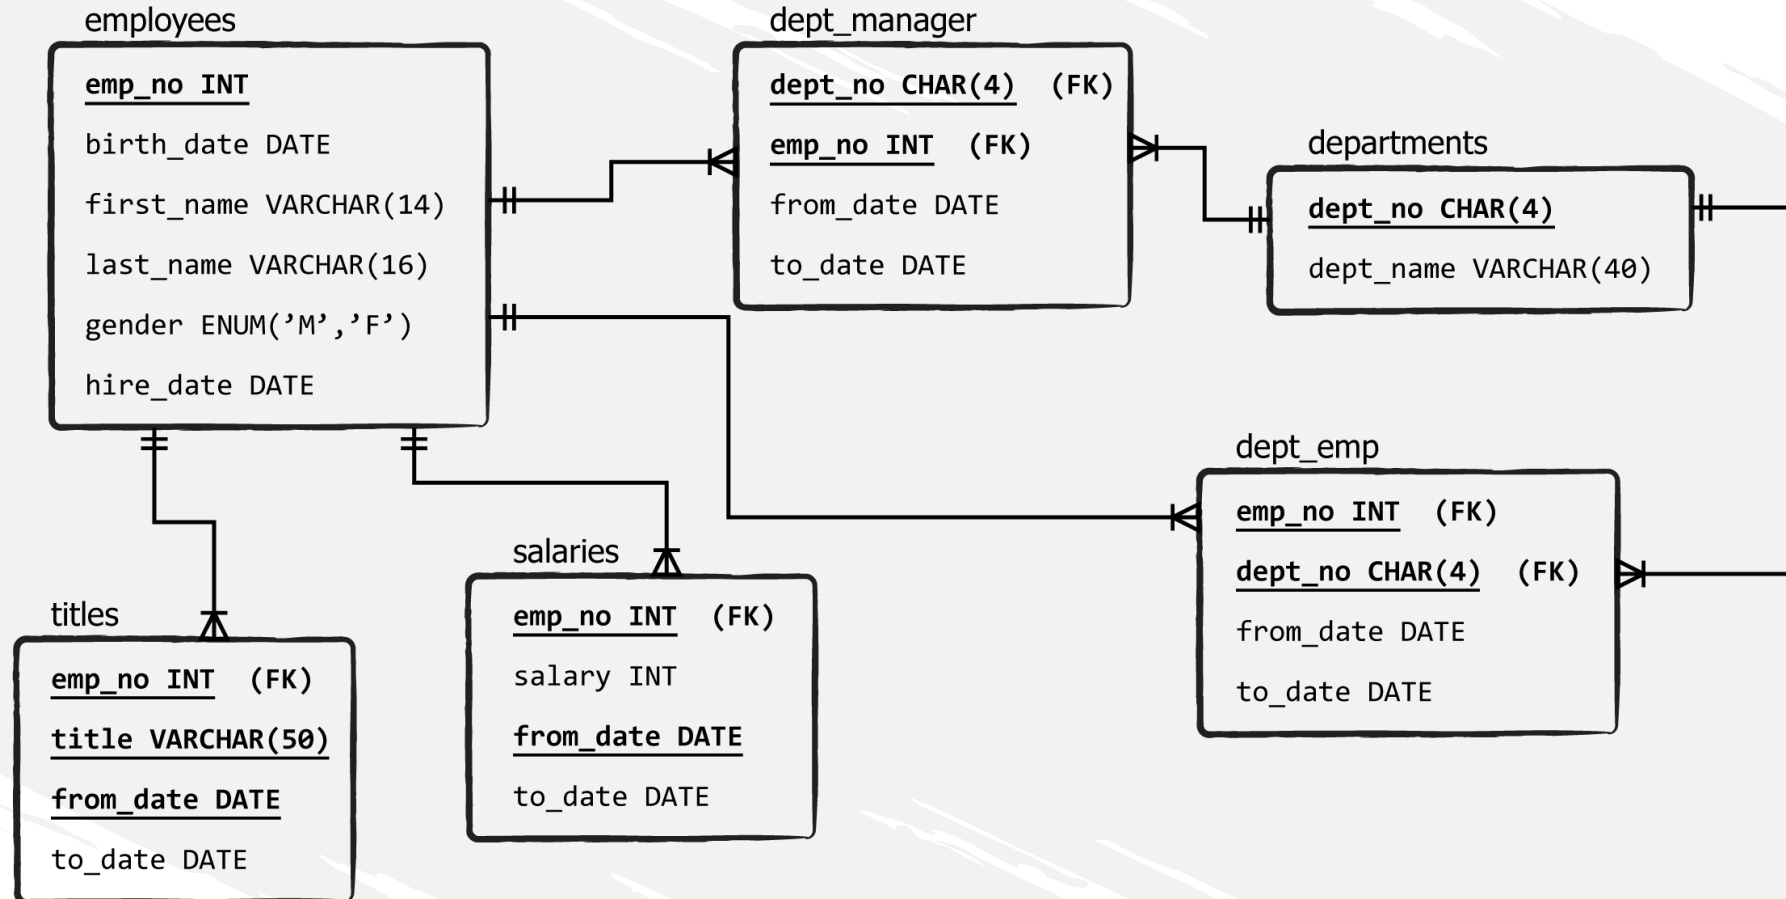 employees
emp_no INT
birth_date DATE
first_name VARCHAR(14)
last_name VARCHAR(16)
gender ENUM(’M’,’F’)
hire_date DATE
dept_manager
dept_no CHAR(4) (FK)
emp_no INT (FK)
from_date DATE
to_date DATE
departments
dept_no CHAR(4)
dept_name VARCHAR(40)
dept_emp
emp_no INT (FK)
dept_no CHAR(4) (FK)
from_date DATE
to_date DATE
salaries
emp_no INT (FK)
salary INT
from_date DATE
to_date DATE
titles
emp_no INT (FK)
title VARCHAR(50)
from_date DATE
to_date DATE